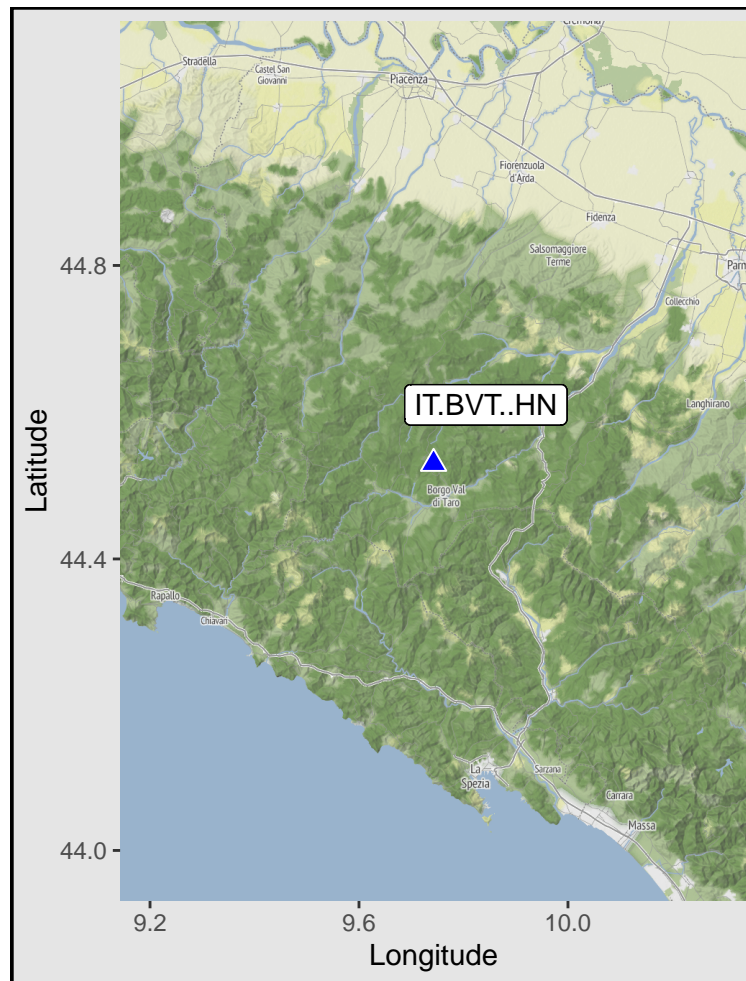 Cremona
Stradella
Castel San
Giovanni
Piacenza
Fiorenzuola
d'Arda
Fidenza
Salsomaggiore
Terme
44.8
Parm
Collecchio
Langhirano
IT.BVT..HN
Latitude
Borgo Val
di Taro
44.4
Rapallo
Chiavari
La
Spezia
Sarzana
Carrara
Massa
44.0
9.2
9.6
10.0
Longitude